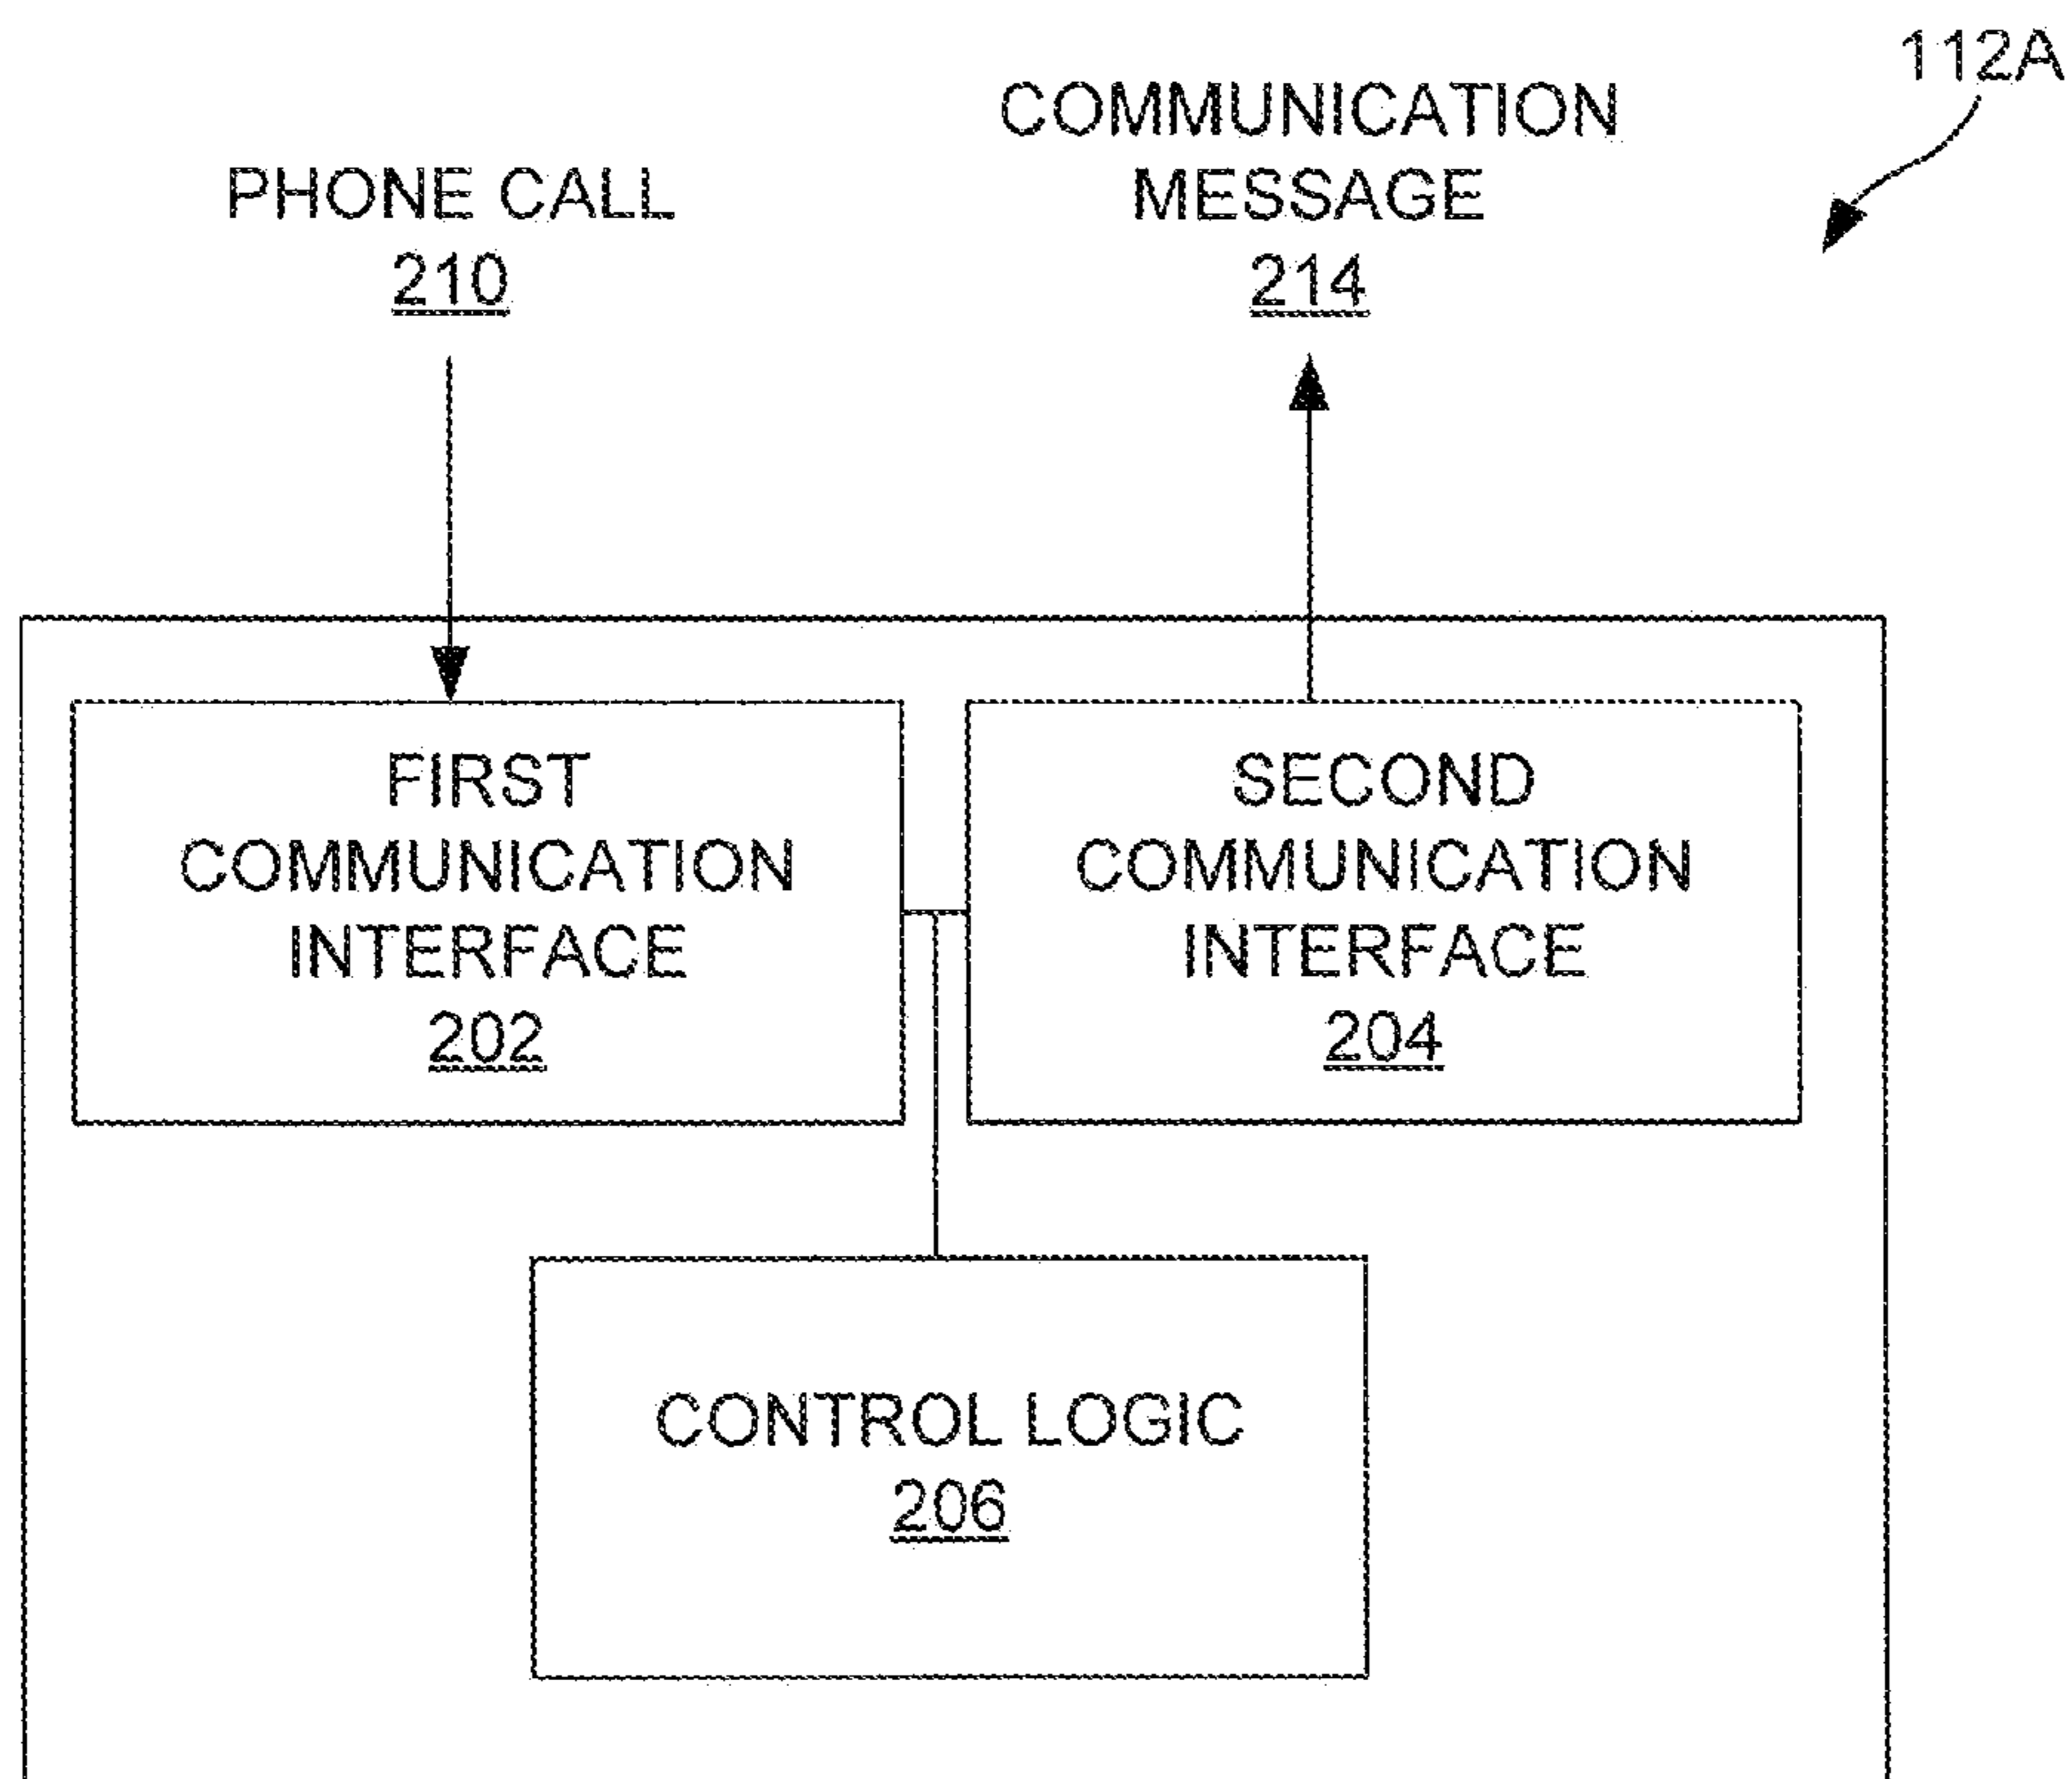 112A
PHONE CALL
210
COMMUNICATION
MESSAGE
214
FIRST
COMMUNICATION
INTERFACE
202
SECOND
COMMUNICATION
INTERFACE
204
CONTROL LOGIC
206